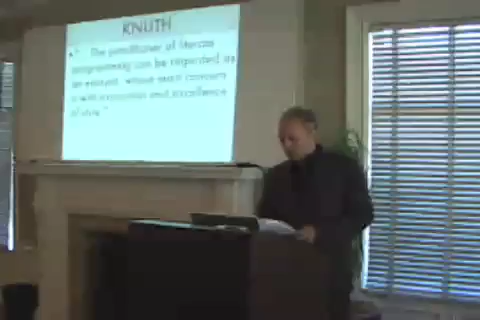 KNUTH
" The practitioner of literate
programming can be regarded as
an essayist, whose main concern
is with exposition and excellence
of style."